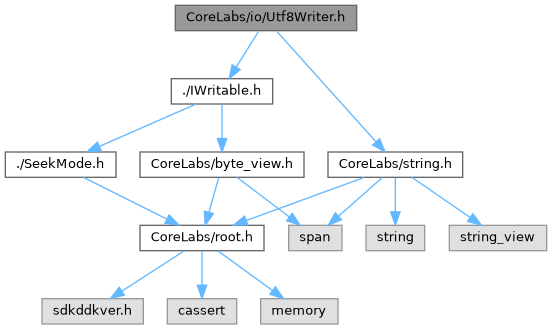 CoreLabs/io/Utf8Writer.h
./IWritable.h
./SeekMode.h
CoreLabs/byte_view.h
CoreLabs/string.h
CoreLabs/root.h
span
string
string_view
sdkddkver.h
cassert
memory